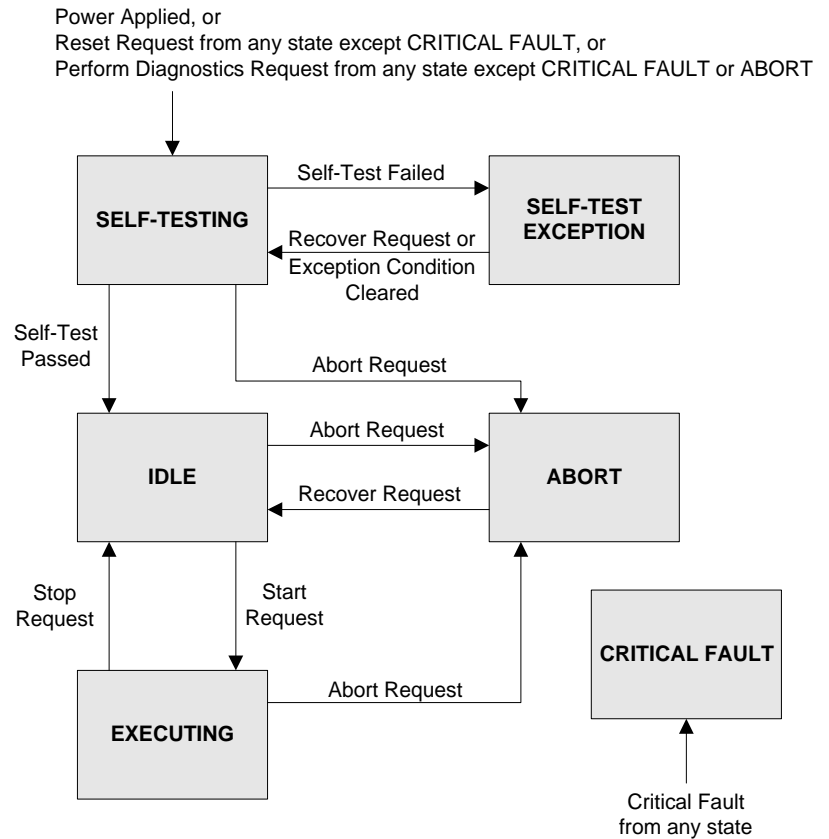 Power Applied, or
Reset Request from any state except CRITICAL FAULT, or
Perform Diagnostics Request from any state except CRITICAL FAULT or ABORT
SELF-TESTING
Self-Test Failed
SELF-TEST
EXCEPTION
Recover Request or
Exception Condition
Cleared
Self-Test
Passed
Abort Request
IDLE
Abort Request
Recover Request
ABORT
Stop
Request
Start
Request
CRITICAL FAULT
EXECUTING
Abort Request
Critical Fault
from any state